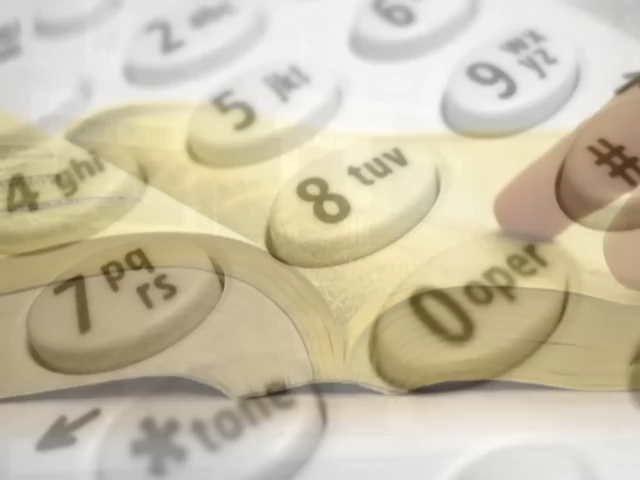 2 abc
6
5 jkl
9 wx yz
4 ghi
8 tuv
#
7 pq rs
0 oper
* tone